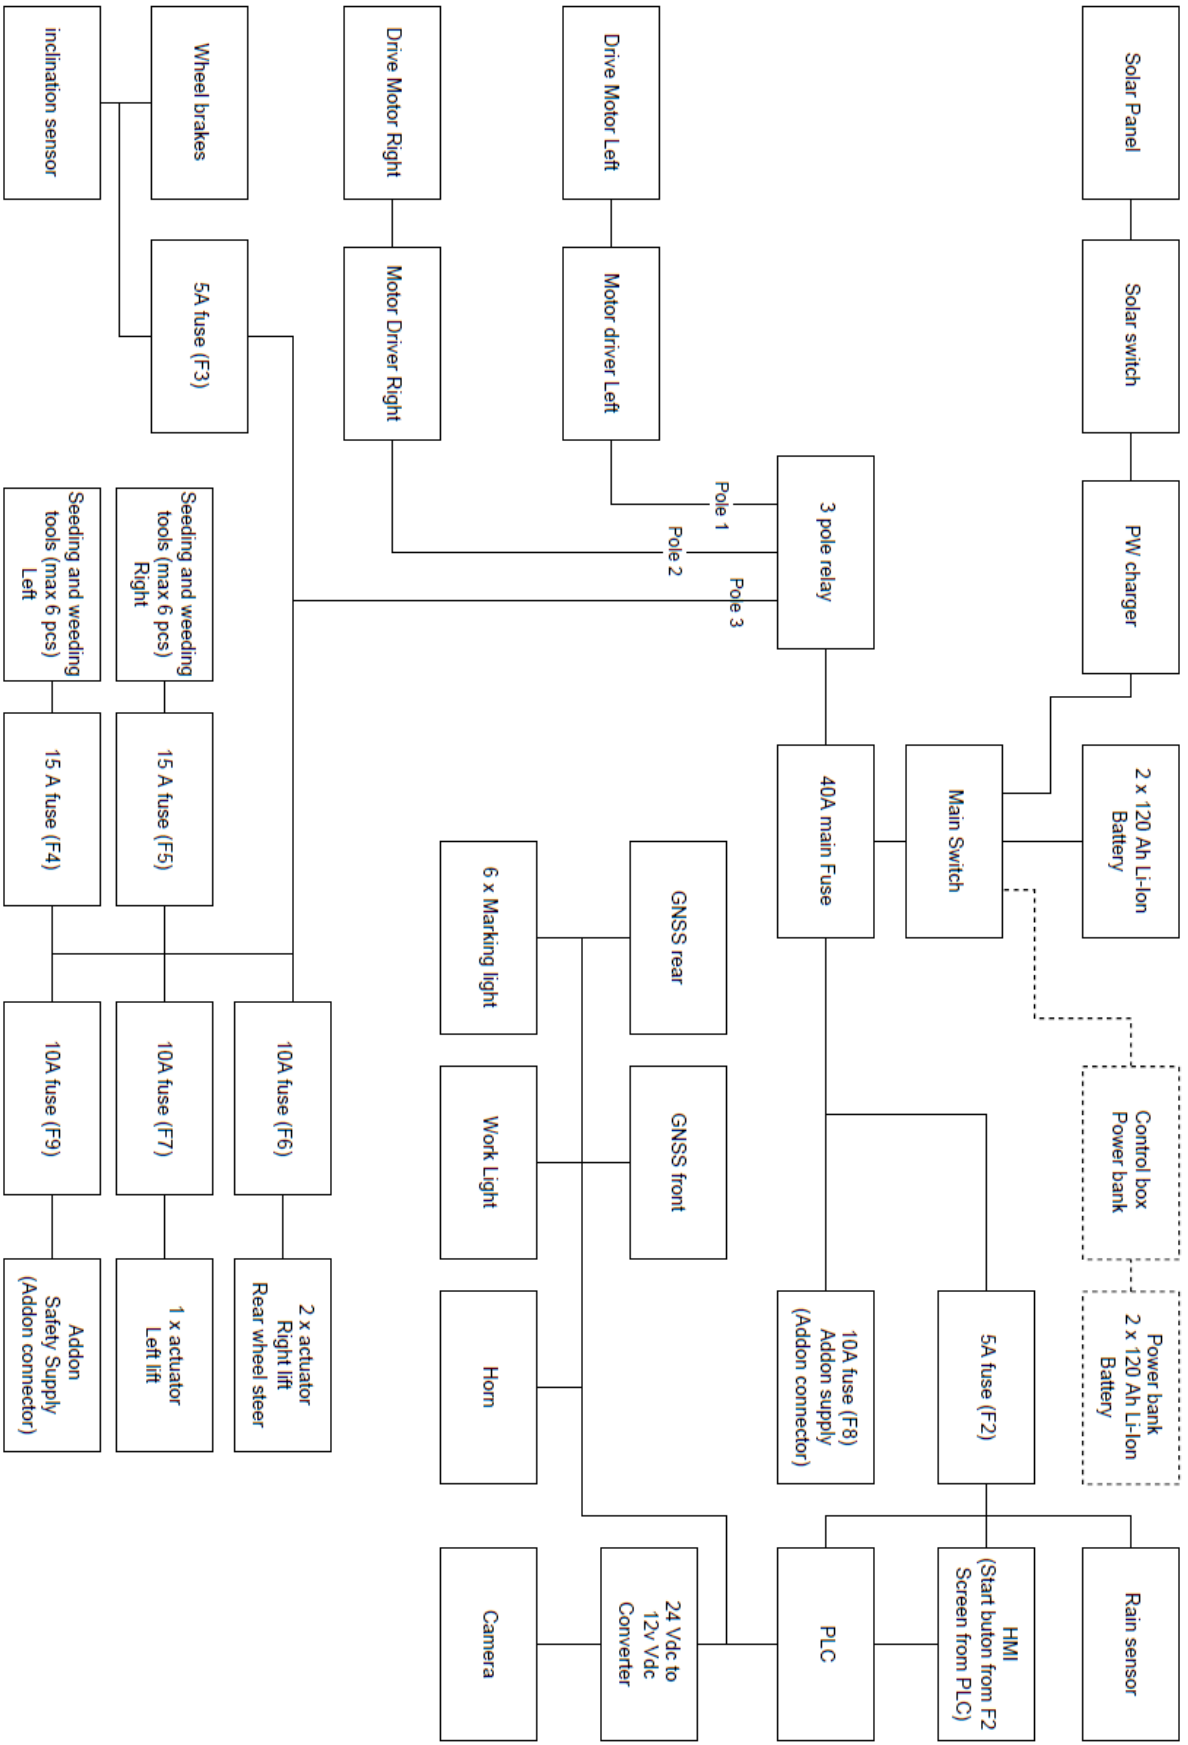 Solar Panel
Solar switch
PW charger
2 x 120 Ah Li-Ion
Battery
Control box
Power bank
Power bank
2 x 120 Ah Li-Ion
Battery
Rain sensor
Main Switch
5A fuse (F2)
HMI
(Start buton from F2
Screen from PLC)
3 pole relay
40A main Fuse
10A fuse (F8)
Addon supply
(Addon connector)
PLC
Pole 1
Pole 2
Pole 3
Drive Motor Left
Motor driver Left
GNSS rear
GNSS front
24 Vdc to
12v Vdc
Converter
Drive Motor Right
Motor Driver Right
6 x Marking light
Work Light
Horn
Camera
Wheel brakes
5A fuse (F3)
10A fuse (F6)
2 x actuator
Right lift
Rear wheel steer
Seeding and weeding
tools (max 6 pcs)
Right
15 A fuse (F5)
10A fuse (F7)
1 x actuator
Left lift
inclination sensor
Seeding and weeding
tools (max 6 pcs)
Left
15 A fuse (F4)
10A fuse (F9)
Addon
Safety Supply
(Addon connector)